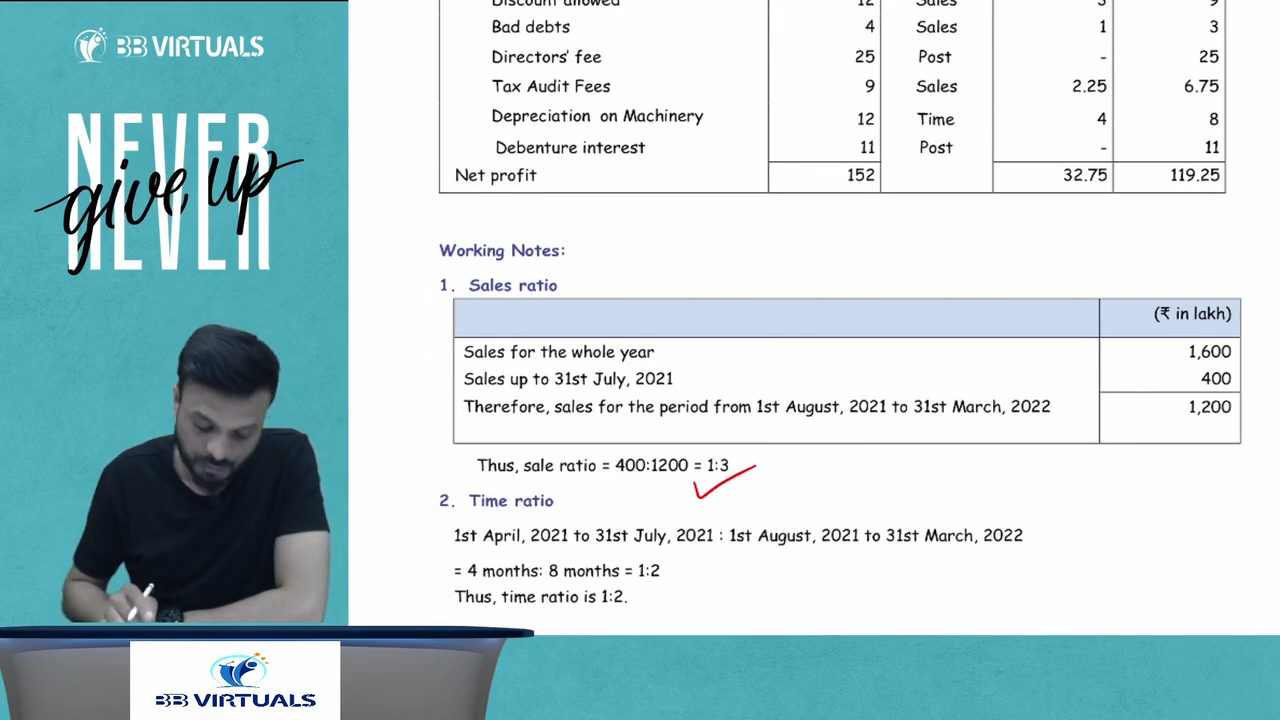 BB VIRTUALS
NEVER
give up
NEVER
Discount allowed 12 Sales 3 9
Bad debts 4 Sales 1 3
Directors' fee 25 Post - 25
Tax Audit Fees 9 Sales 2.25 6.75
Depreciation on Machinery 12 Time 4 8
Debenture interest 11 Post - 11
Net profit 152 32.75 119.25
Working Notes:
1. Sales ratio
(₹ in lakh)
Sales for the whole year 1,600
Sales up to 31st July, 2021 400
Therefore, sales for the period from 1st August, 2021 to 31st March, 2022 1,200
Thus, sale ratio = 400:1200 = 1:3
2. Time ratio
1st April, 2021 to 31st July, 2021 : 1st August, 2021 to 31st March, 2022
= 4 months: 8 months = 1:2
Thus, time ratio is 1:2.
BB VIRTUALS